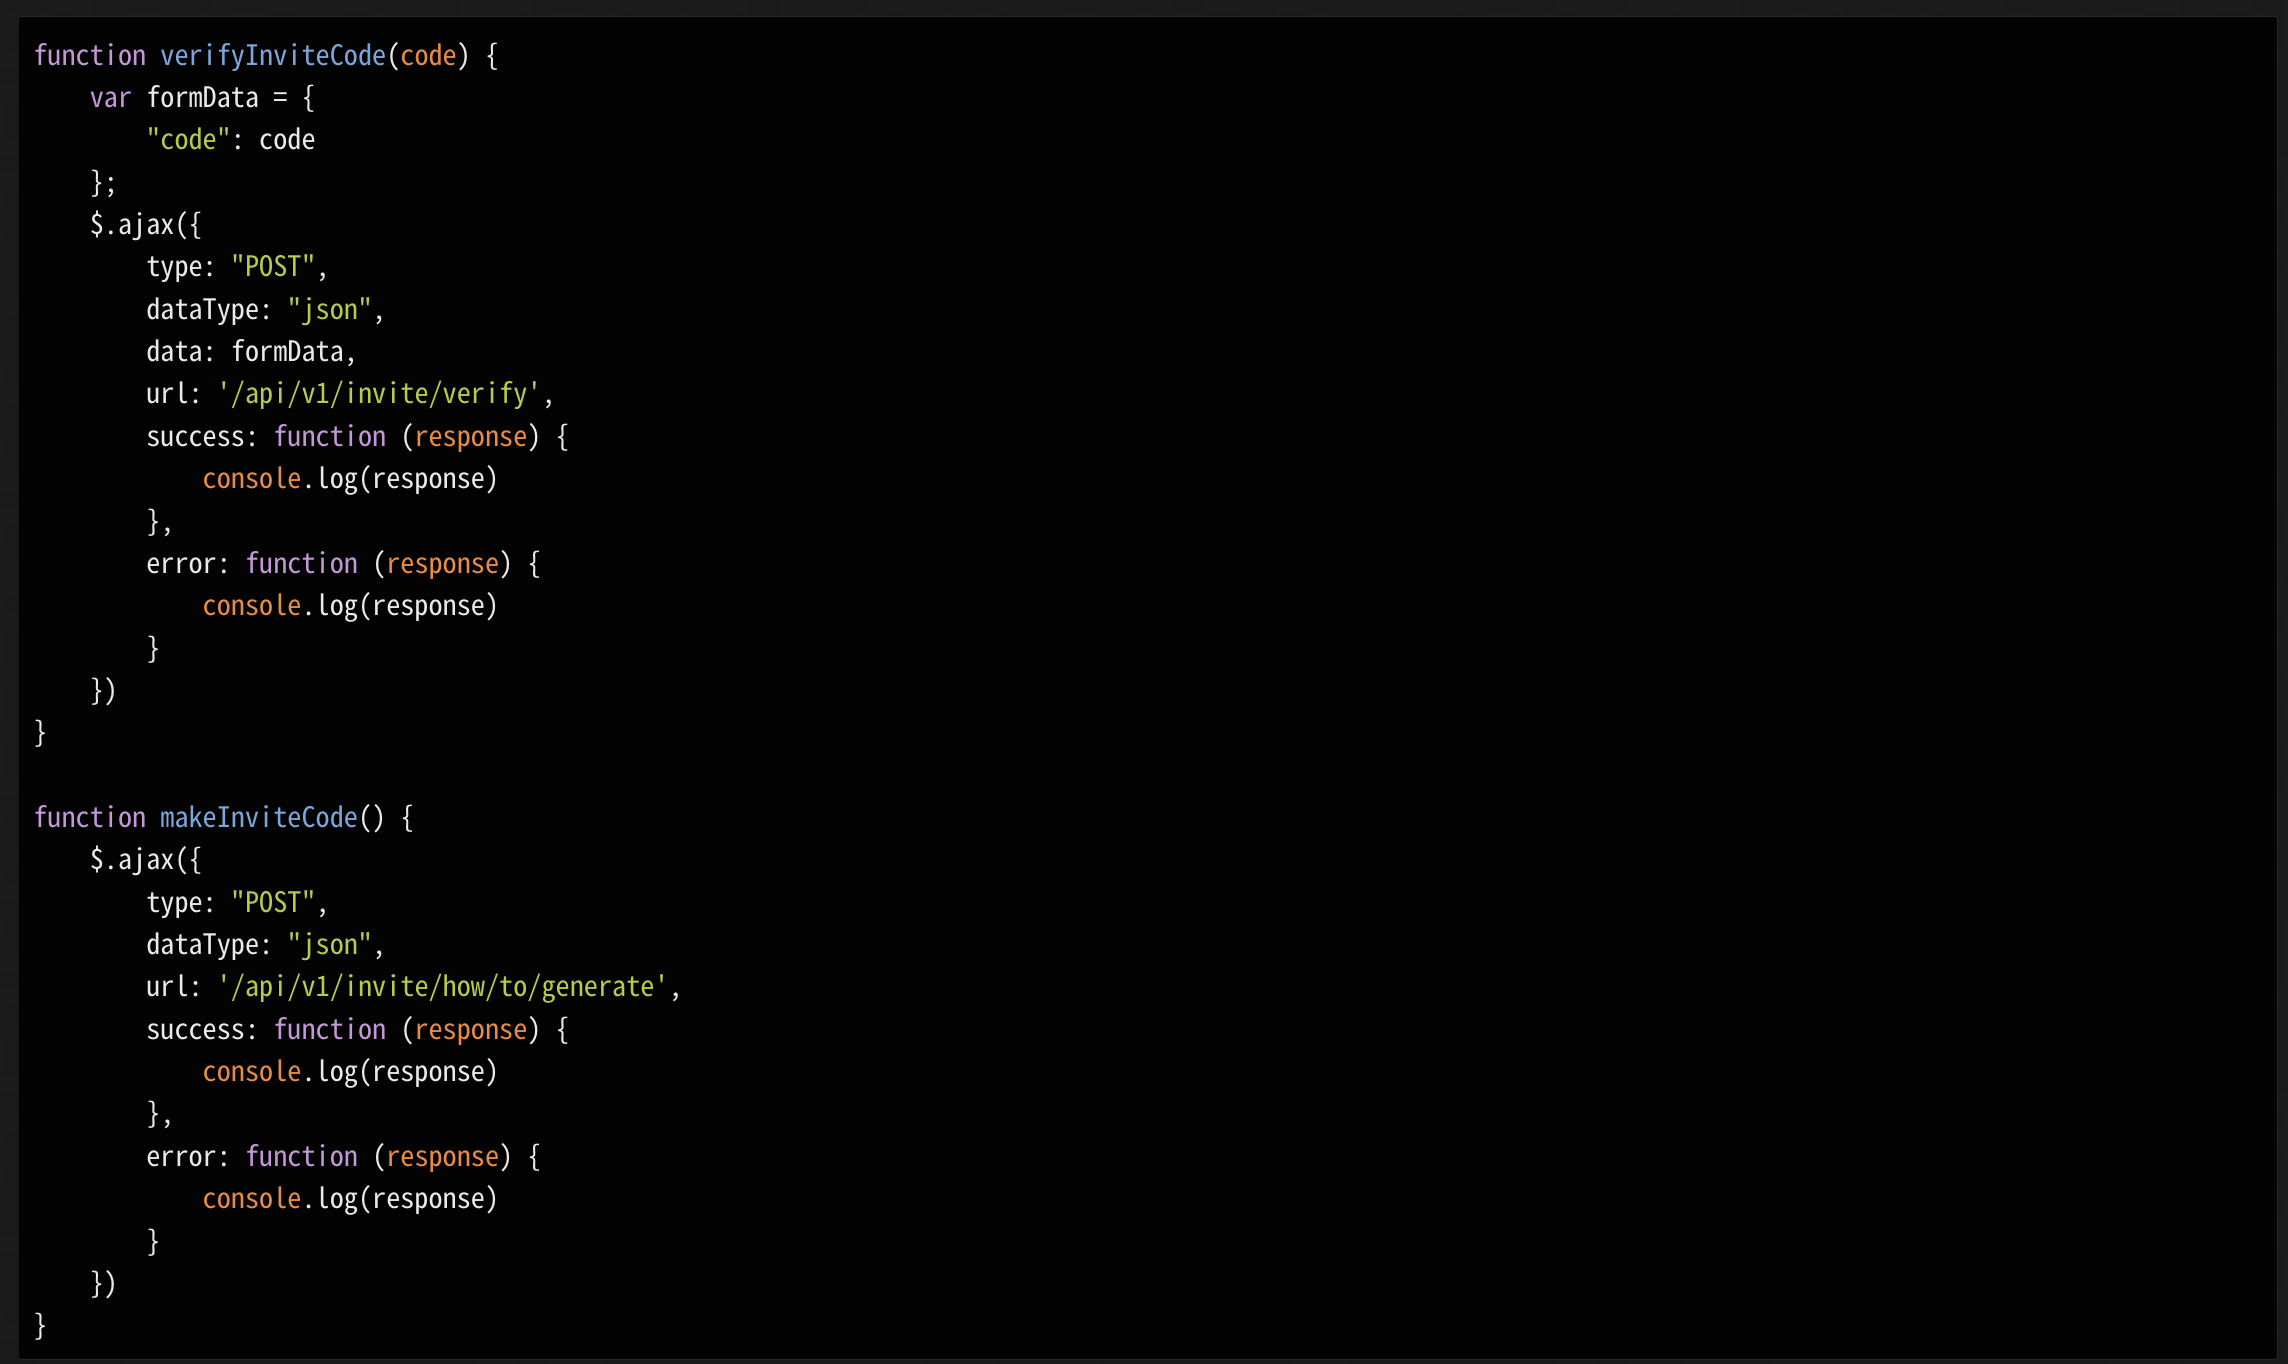 function verifyInviteCode(code) {
    var formData = {
        "code": code
    };
    $.ajax({
        type: "POST",
        dataType: "json",
        data: formData,
        url: '/api/v1/invite/verify',
        success: function (response) {
            console.log(response)
        },
        error: function (response) {
            console.log(response)
        }
    })
}

function makeInviteCode() {
    $.ajax({
        type: "POST",
        dataType: "json",
        url: '/api/v1/invite/how/to/generate',
        success: function (response) {
            console.log(response)
        },
        error: function (response) {
            console.log(response)
        }
    })
}